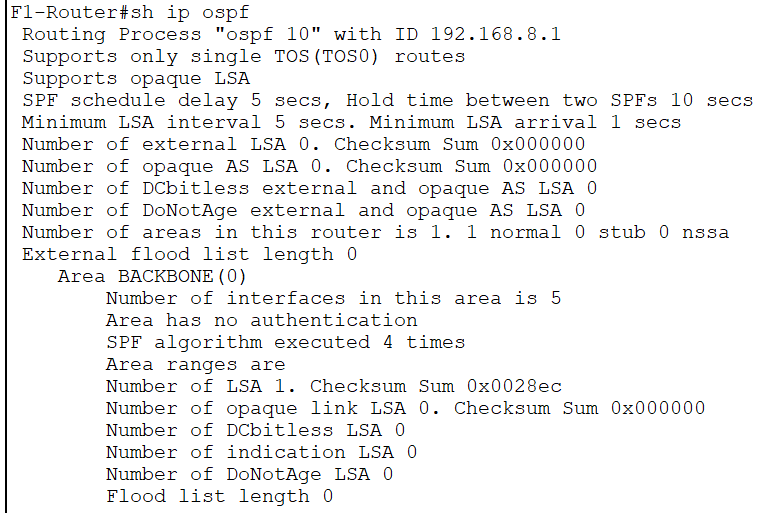 F1-Router#sh ip ospf
Routing Process "ospf 10" with ID 192.168.8.1
Supports only single TOS(TOS0) routes
Supports opaque LSA
SPF schedule delay 5 secs, Hold time between two SPFs 10 secs
Minimum LSA interval 5 secs. Minimum LSA arrival 1 secs
Number of external LSA 0. Checksum Sum 0x000000
Number of opaque AS LSA 0. Checksum Sum 0x000000
Number of DCbitless external and opaque AS LSA 0
Number of DoNotAge external and opaque AS LSA 0
Number of areas in this router is 1. 1 normal 0 stub 0 nssa
External flood list length 0
Area BACKBONE(0)
Number of interfaces in this area is 5
Area has no authentication
SPF algorithm executed 4 times
Area ranges are
Number of LSA 1. Checksum Sum 0x0028ec
Number of opaque link LSA 0. Checksum Sum 0x000000
Number of DCbitless LSA 0
Number of indication LSA 0
Number of DoNotAge LSA 0
Flood list length 0